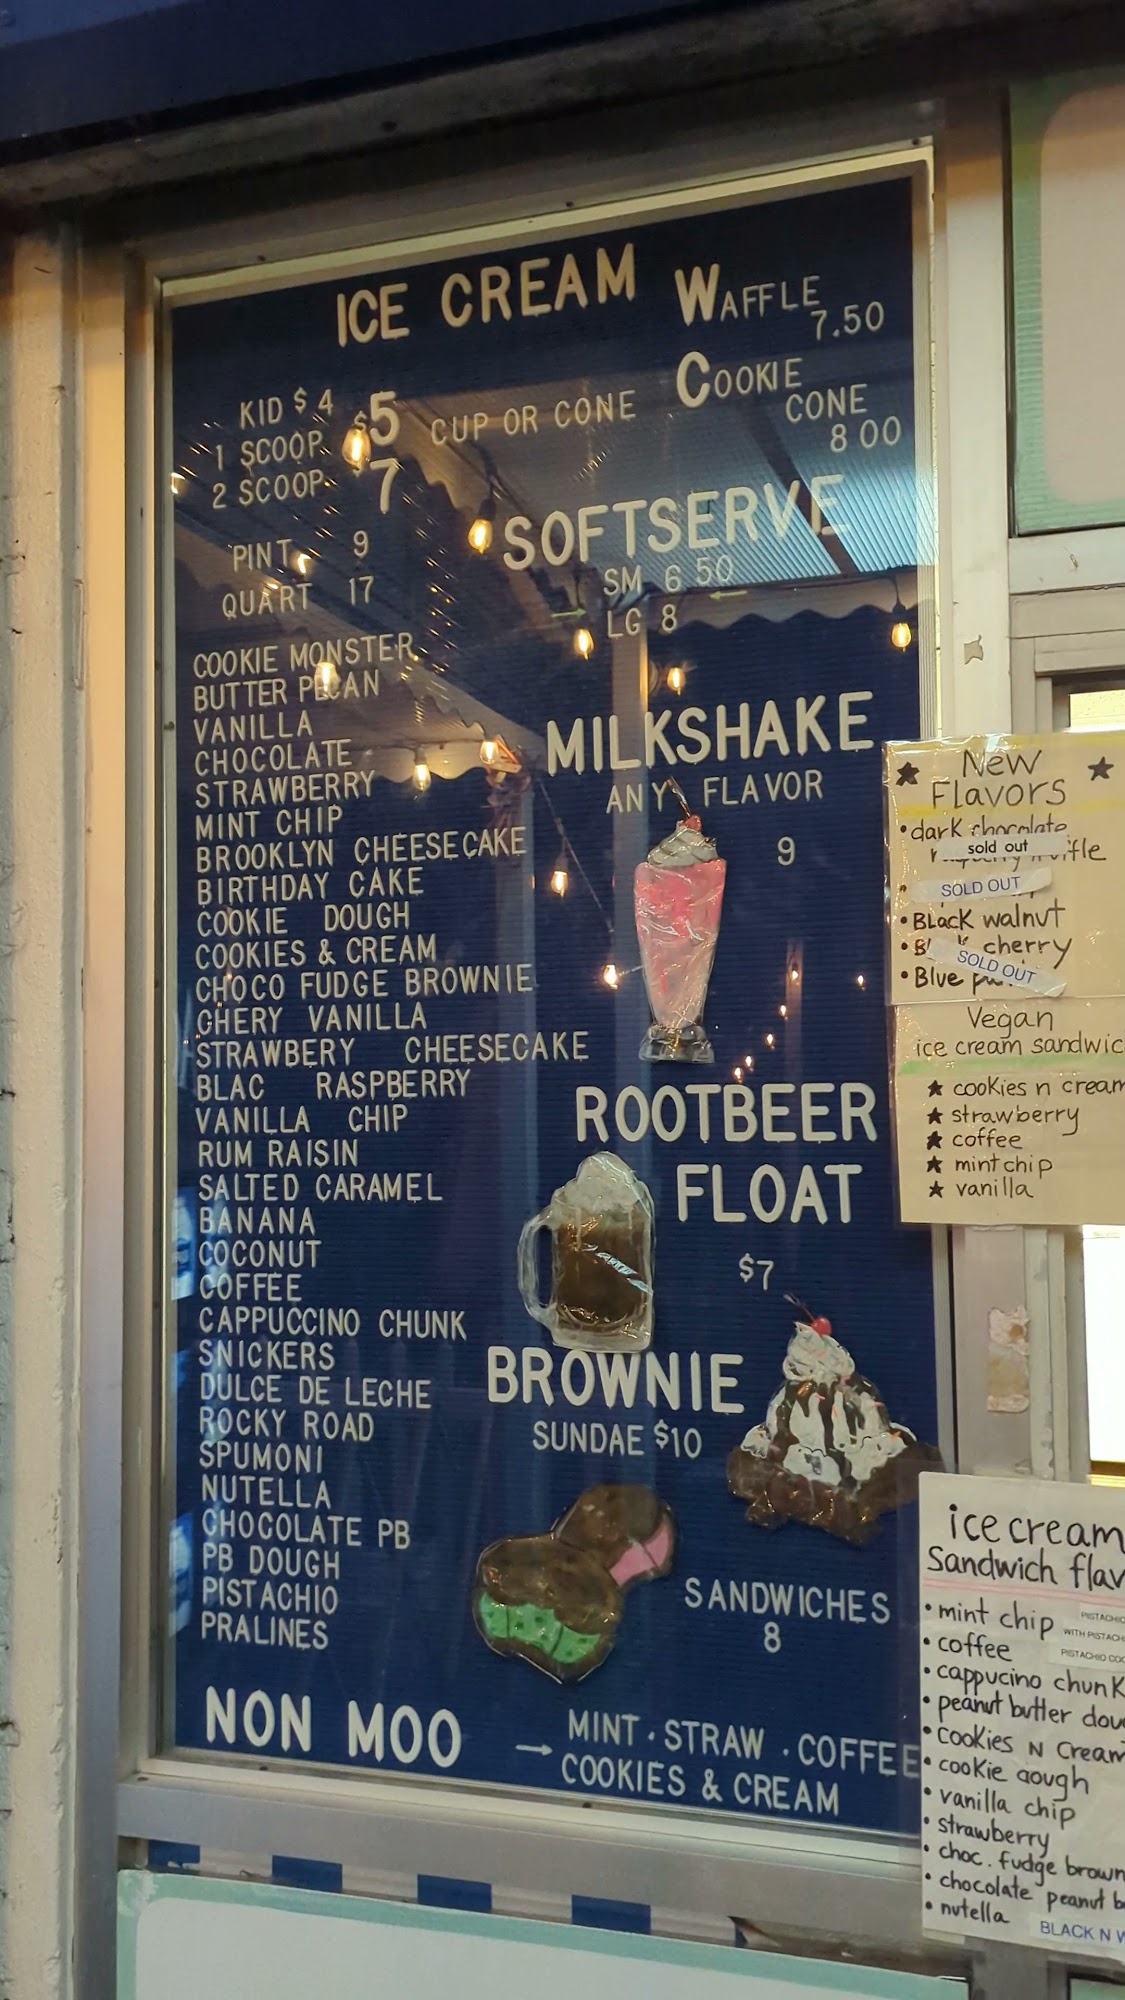 ICE CREAM
WAFFLE
7.50
COOKIE
CONE
8 00
KID $4
1 SCOOP $5 CUP OR CONE
2 SCOOP 7
PINT 9
QUART 17
SOFTSERVE
SM 6 50
LG 8
COOKIE MONSTER
BUTTER PECAN
VANILLA
CHOCOLATE
STRAWBERRY
MINT CHIP
BROOKLYN CHEESECAKE
BIRTHDAY CAKE
COOKIE DOUGH
COOKIES & CREAM
CHOCO FUDGE BROWNIE
CHERY VANILLA
STRAWBERY CHEESECAKE
BLAC RASPBERRY
VANILLA CHIP
RUM RAISIN
SALTED CARAMEL
BANANA
COCONUT
COFFEE
CAPPUCCINO CHUNK
SNICKERS
DULCE DE LECHE
ROCKY ROAD
SPUMONI
NUTELLA
CHOCOLATE PB
PB DOUGH
PISTACHIO
PRALINES
MILKSHAKE
ANY FLAVOR
9
ROOTBEER
FLOAT
$7
BROWNIE
SUNDAE $10
SANDWICHES
8
NON MOO → MINT . STRAW . COFFEE
COOKIES & CREAM
★ New ★
Flavors
• dark chocolate
sold out
SOLD OUT
• BLack walnut
cherry
SOLD OUT
• Blue
Vegan
ice cream sandwic
★ cookies n cream
★ strawberry
★ coffee
★ mint chip
★ vanilla
ice cream
Sandwich flav
• mint chip
PISTACHIO
WITH PISTACH
PISTACHIO COO
• coffee
• cappucino chunk
• peanut butter dou
• cookies N Cream
• cookie dough
• vanilla chip
• strawberry
• choc. fudge brown
• chocolate peanut b
• nutella
BLACK N W